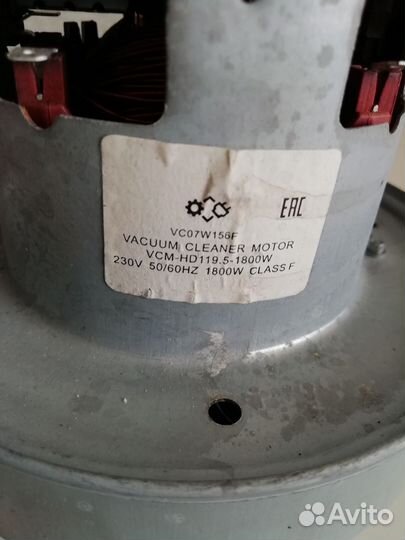 EAC
VC07W156F
VACUUM CLEANER MOTOR
VCM-HD119.5-1800W
230V 50/60HZ 1800W CLASS F
Avito